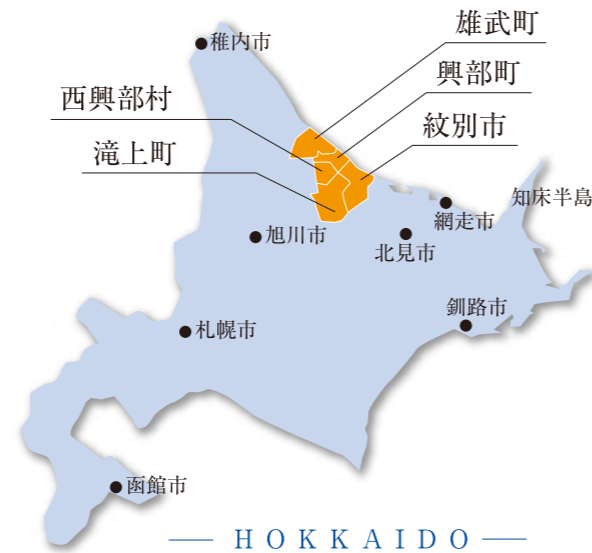 雄武町
稚内市
興部町
西興部村
紋別市
滝上町
知床半島
網走市
旭川市
北見市
釧路市
札幌市
函館市
HOKKAIDO